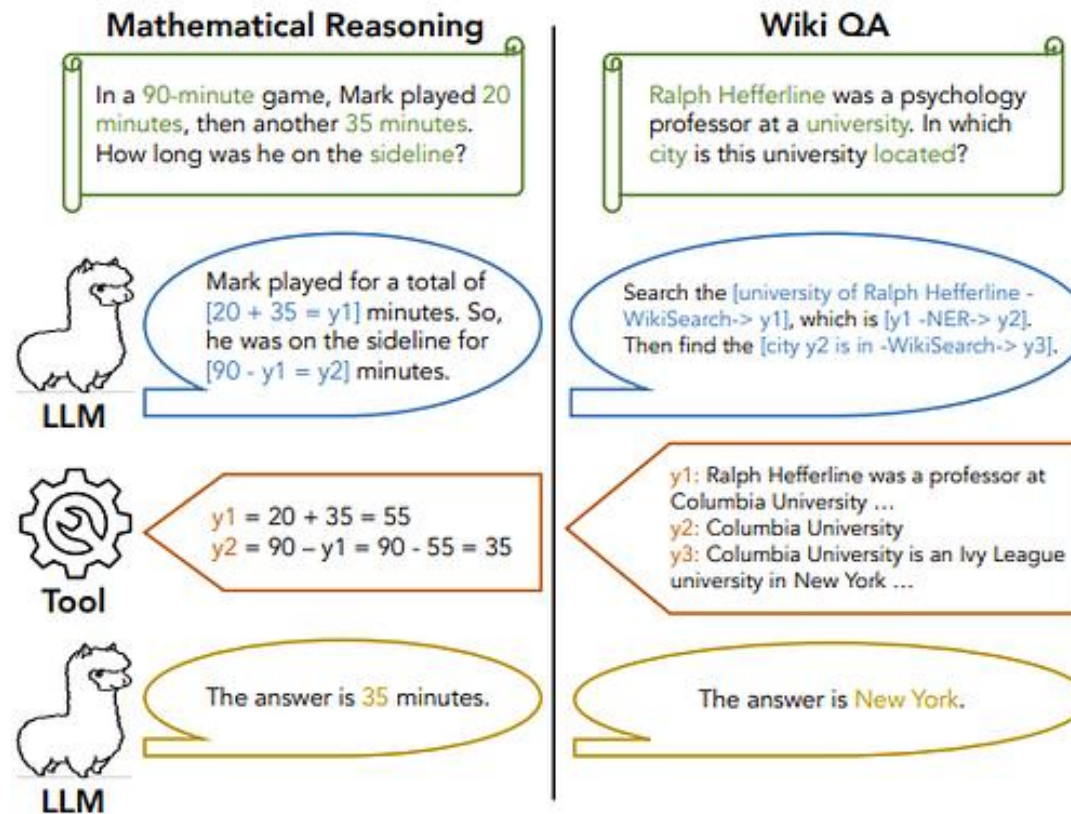 Mathematical Reasoning
In a 90-minute game, Mark played 20
minutes, then another 35 minutes.
How long was he on the sideline?
LLM
Mark played for a total of
[20 + 35 = y1] minutes. So,
he was on the sideline for
[90 - y1 = y2] minutes.
Tool
y1 = 20 + 35 = 55
y2 = 90 – y1 = 90 - 55 = 35
LLM
The answer is 35 minutes.
Wiki QA
Ralph Hefferline was a psychology
professor at a university. In which
city is this university located?
Search the [university of Ralph Hefferline -
WikiSearch-> y1], which is [y1 -NER-> y2].
Then find the [city y2 is in -WikiSearch-> y3].
y1: Ralph Hefferline was a professor at
Columbia University ...
y2: Columbia University
y3: Columbia University is an Ivy League
university in New York ...
The answer is New York.